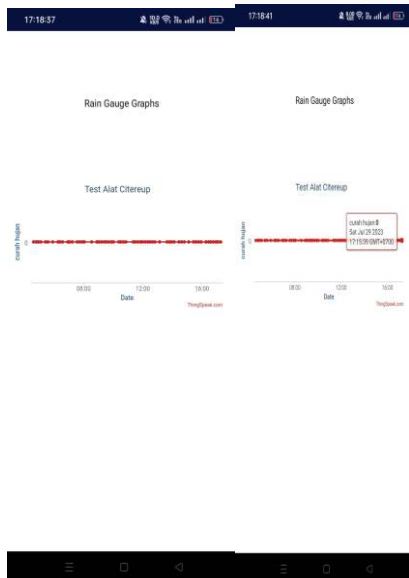 17:18:37
Rain Gauge Graphs
Test Alat Citereup
curah hujan
0
08:00 12:00 16:00
Date
ThingSpeak.com
17:18:41
Rain Gauge Graphs
Test Alat Citereup
curah hujan 0
Sat Jul 29 2023
17:15:09 GMT+0700
curah hujan
0
08:00 12:00 16:00
Date
ThingSpeak.com